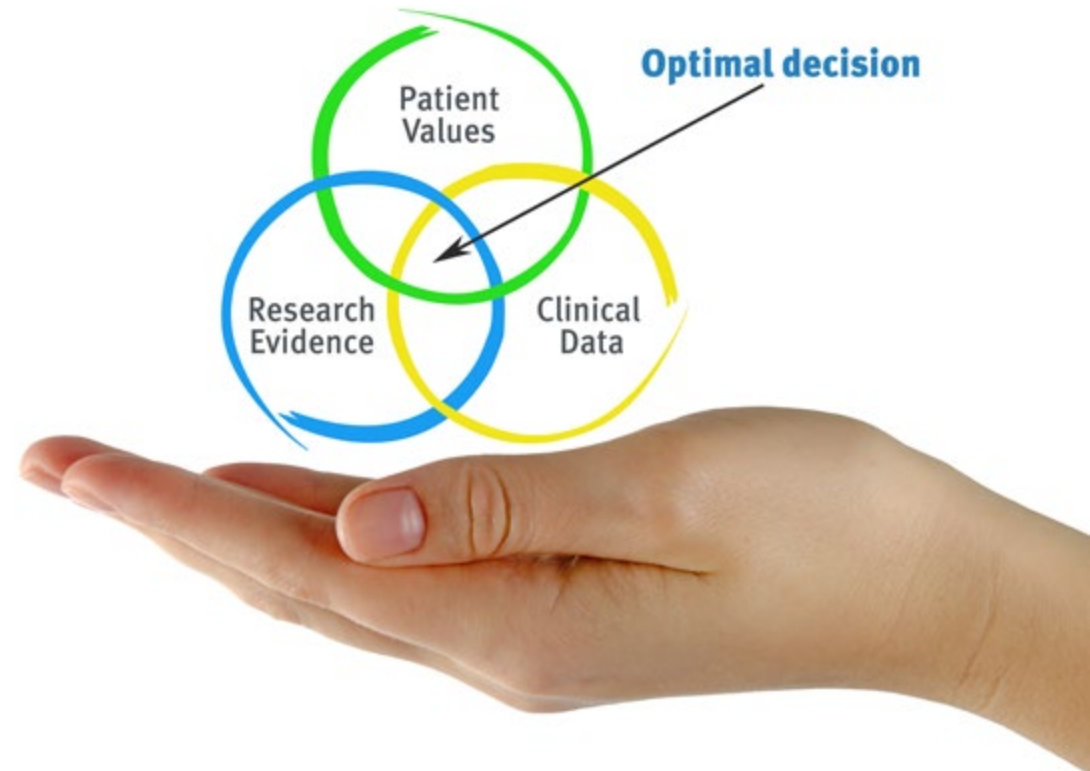 Optimal decision
Patient
Values
Research
Evidence
Clinical
Data